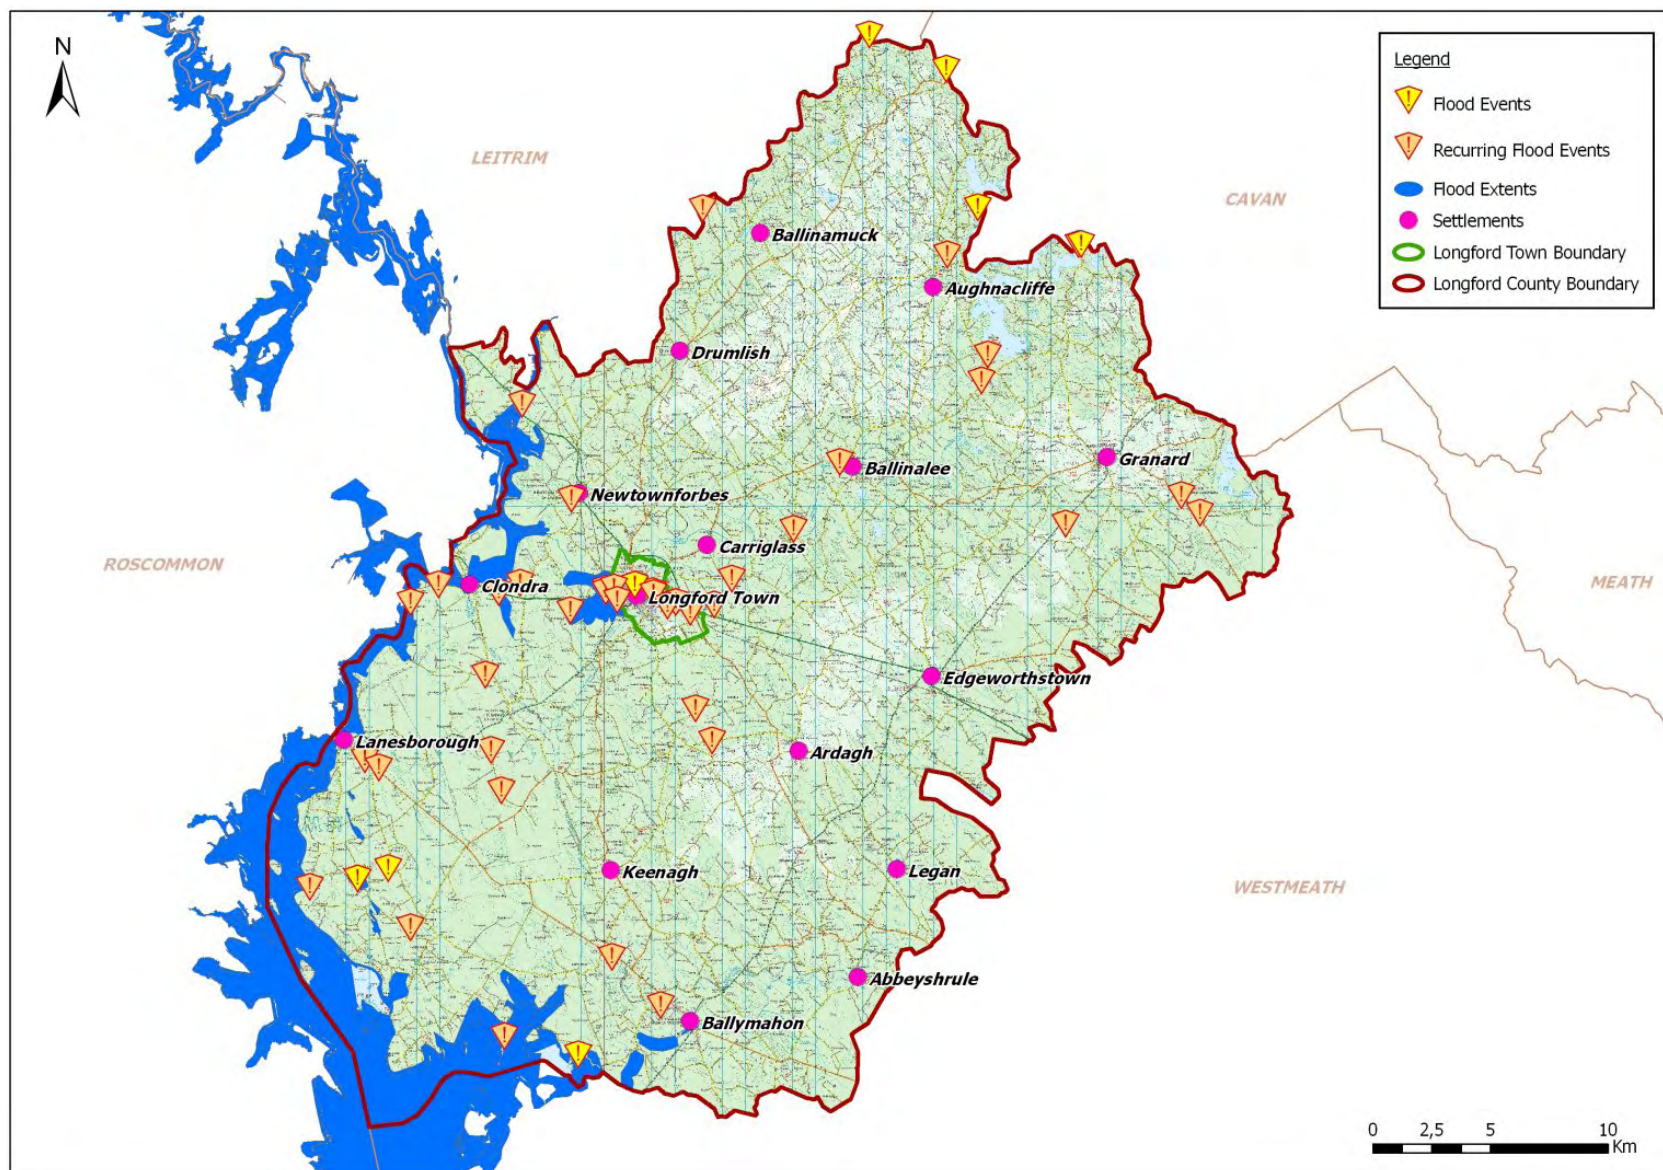 N
LEITRIM
CAVAN
ROSCOMMON
MEATH
WESTMEATH
Legend
Flood Events
Recurring Flood Events
Flood Extents
Settlements
Longford Town Boundary
Longford County Boundary
Ballinamuck
Aughnacliffe
Drumlish
Ballinalee
Granard
Newtownforbes
Carriglass
Clondra
Longford Town
Edgeworthstown
Lanesborough
Ardagh
Keenagh
Legan
Abbeyshrule
Ballymahon
0 2,5 5 10
Km